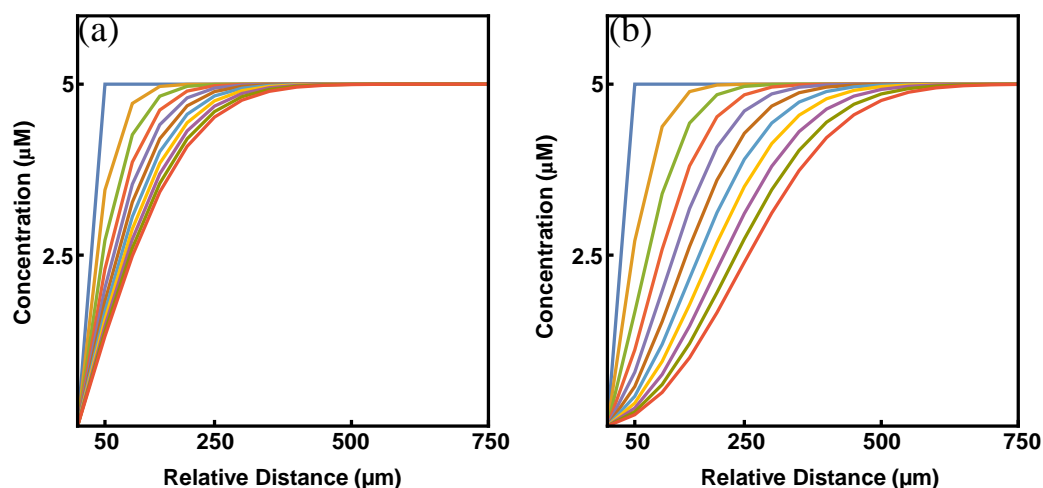 (a)
5
2.5
50 250 500 750
Concentration (µM)
Relative Distance (µm)
(b)
5
2.5
50 250 500 750
Concentration (µM)
Relative Distance (µm)